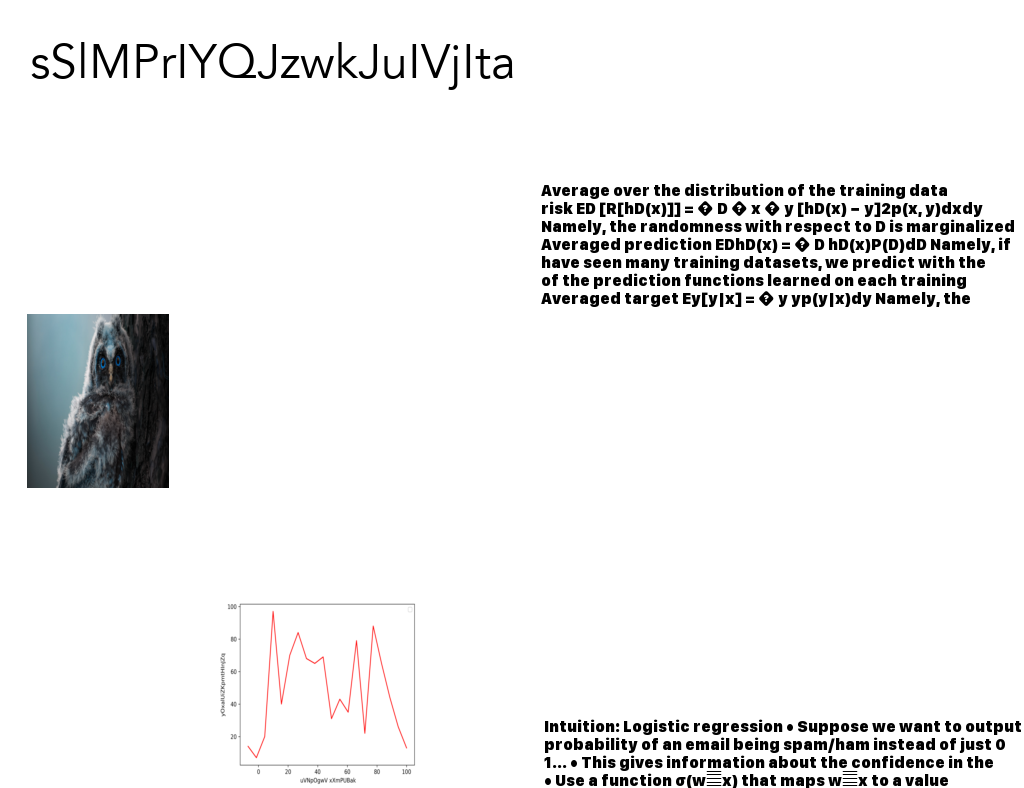 sSlMPrIYQJzwkJuIVjIta
Average over the distribution of the training data
risk ED [R[hD(x)]] = � D � x � y [hD(x) − y]2p(x, y)dxdy
Namely, the randomness with respect to D is marginalized
Averaged prediction EDhD(x) = � D hD(x)P(D)dD Namely, if
have seen many training datasets, we predict with the
of the prediction functions learned on each training
Averaged target Ey[y|x] = � y yp(y|x)dy Namely, the
100
80
60
40
20
0 20 40 60 80 100
Intuition: Logistic regression • Suppose we want to output
probability of an email being spam/ham instead of just 0
1... • This gives information about the confidence in the
• Use a function σ(w x) that maps w x to a value